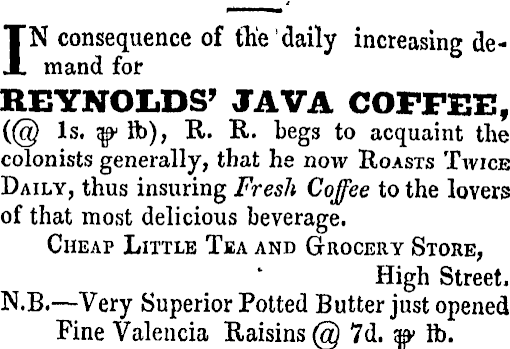 IN consequence of the daily increasing de-
mand for
REYNOLDS' JAVA COFFEE,
(@ 1s. ⅌ ℔), R. R. begs to acquaint the
colonists generally, that he now ROASTS TWICE
DAILY, thus insuring Fresh Coffee to the lovers
of that most delicious beverage.
CHEAP LITTLE TEA AND GROCERY STORE,
High Street.
N.B.—Very Superior Potted Butter just opened
Fine Valencia Raisins @ 7d. ⅌ ℔.